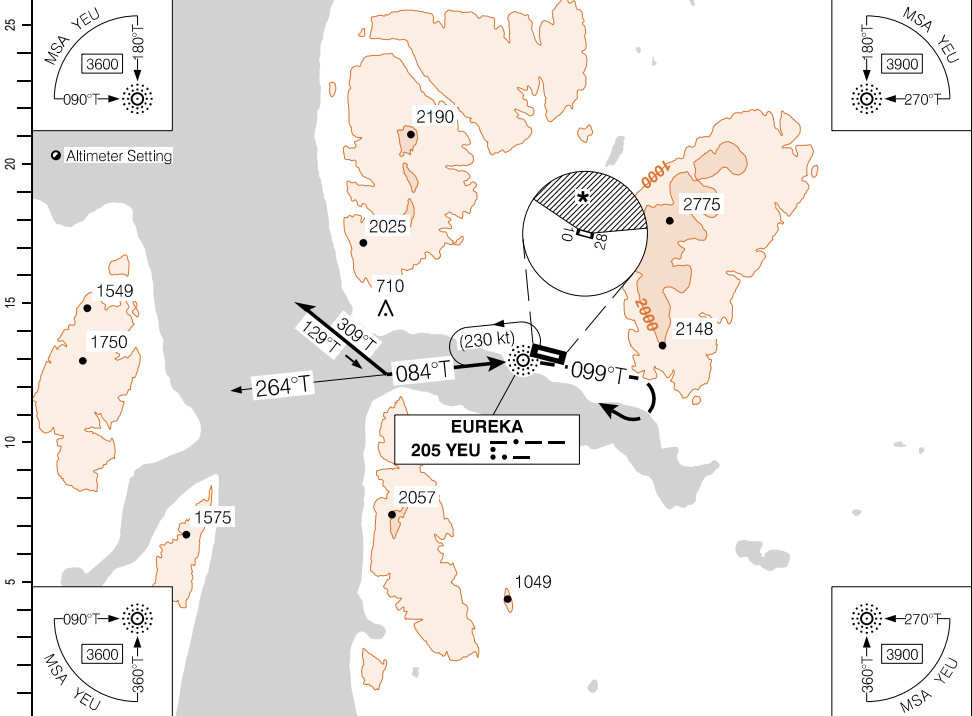 25
20
15
10
5
MSA YEU
180°T
3600
090°T
MSA YEU
180°T
3900
270°T
Altimeter Setting
2190
1000
*
10
28
2775
2025
710
1549
2000
309°T
129°T
(230 kt)
2148
1750
084°T
099°T
264°T
EUREKA
205 YEU
2057
1575
1049
090°T
3600
360°T
MSA YEU
270°T
3900
360°T
MSA YEU